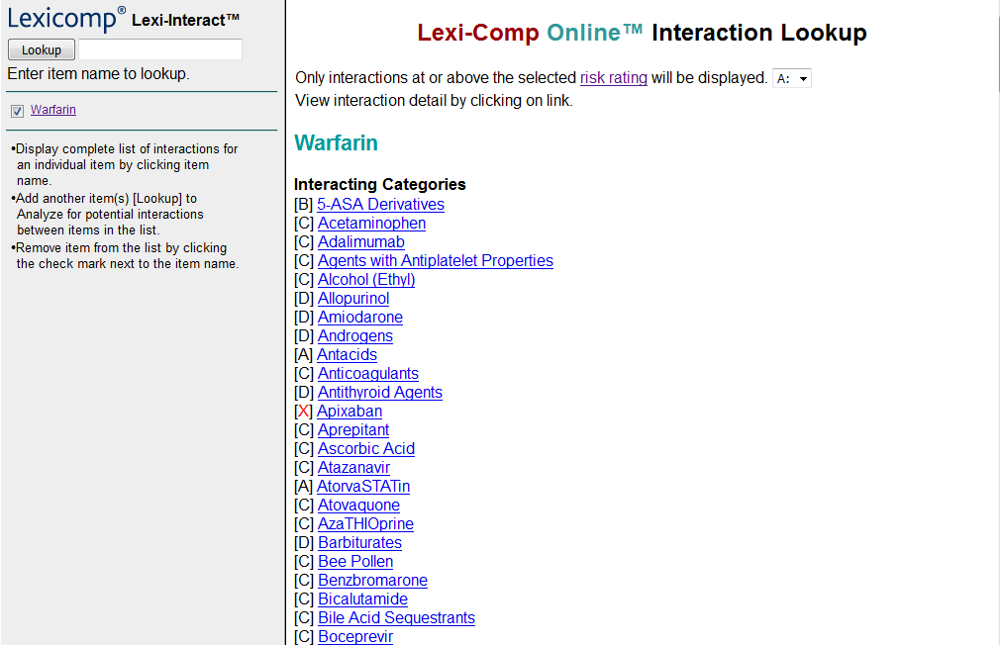 Lexicomp® Lexi-Interact™
Lookup
Enter item name to lookup.
Warfarin
•Display complete list of interactions for
an individual item by clicking item
name.
•Add another item(s) [Lookup] to
Analyze for potential interactions
between items in the list.
•Remove item from the list by clicking
the check mark next to the item name.
Lexi-Comp Online™ Interaction Lookup
Only interactions at or above the selected risk rating will be displayed. A:
View interaction detail by clicking on link.
Warfarin
Interacting Categories
[B] 5-ASA Derivatives
[C] Acetaminophen
[C] Adalimumab
[C] Agents with Antiplatelet Properties
[C] Alcohol (Ethyl)
[D] Allopurinol
[D] Amiodarone
[D] Androgens
[A] Antacids
[C] Anticoagulants
[D] Antithyroid Agents
[X] Apixaban
[C] Aprepitant
[C] Ascorbic Acid
[C] Atazanavir
[A] AtorvaSTATin
[C] Atovaquone
[C] AzaTHIOprine
[D] Barbiturates
[C] Bee Pollen
[C] Benzbromarone
[C] Bicalutamide
[C] Bile Acid Sequestrants
[C] Boceprevir